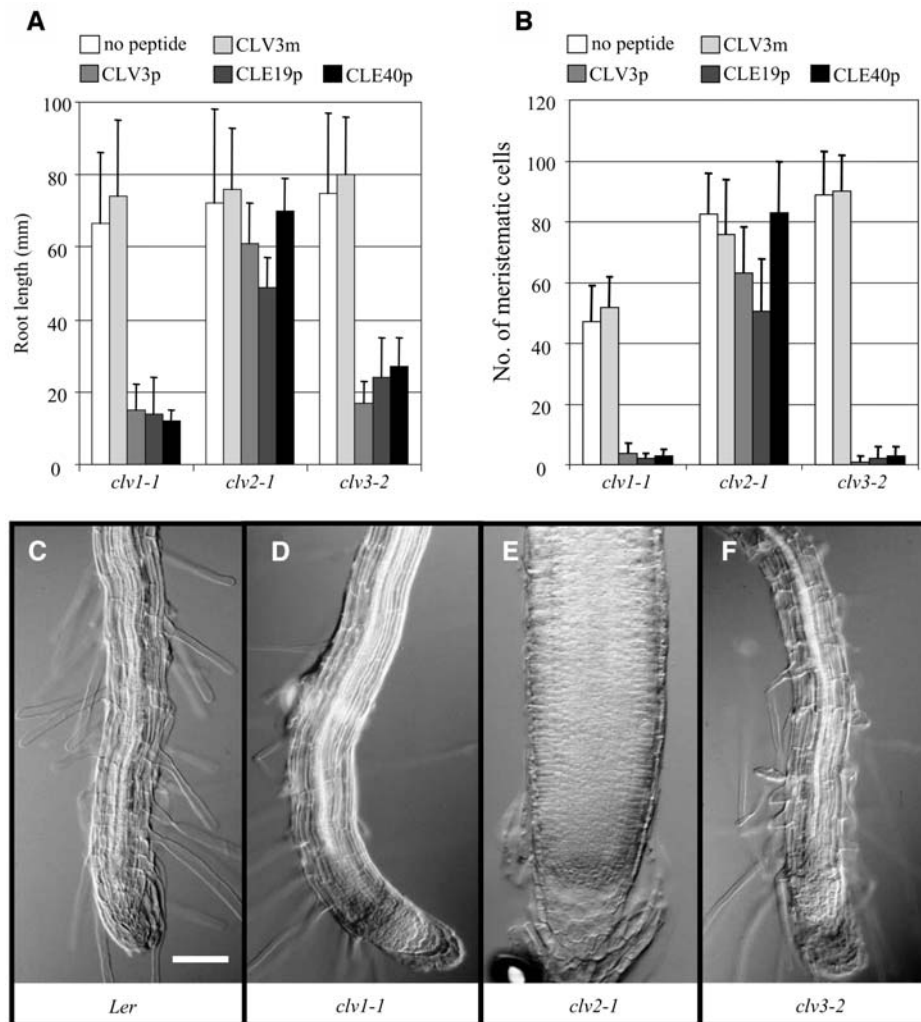 A
no peptide CLV3m
CLV3p CLE19p CLE40p
Root length (mm)
100
80
60
40
20
0
clv1-1 clv2-1 clv3-2
B
no peptide CLV3m
CLV3p CLE19p CLE40p
No. of meristematic cells
120
100
80
60
40
20
0
clv1-1 clv2-1 clv3-2
C
D
E
F
Ler
clv1-1
clv2-1
clv3-2